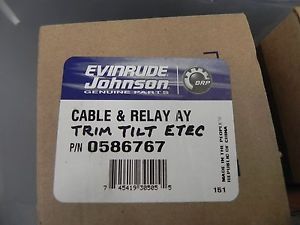 EVINRUDE
Johnson
GENUINE PARTS
BRP
CABLE & RELAY AY
TRIM TILT ETEC
P/N 0586767
7 45419 30505 5
MADE IN THE PEOPLE'S
REPUBLIC OF CHINA
151